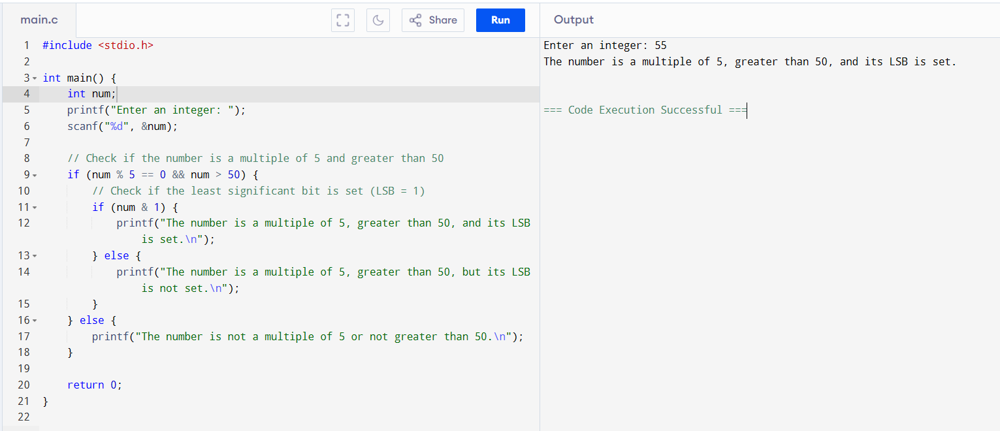 main.c
Share
Run
Output
1 #include <stdio.h>
2
3 int main() {
4     int num;
5     printf("Enter an integer: ");
6     scanf("%d", &num);
7
8     // Check if the number is a multiple of 5 and greater than 50
9     if (num % 5 == 0 && num > 50) {
10         // Check if the least significant bit is set (LSB = 1)
11         if (num & 1) {
12             printf("The number is a multiple of 5, greater than 50, and its LSB
                is set.\n");
13         } else {
14             printf("The number is a multiple of 5, greater than 50, but its LSB
                is not set.\n");
15         }
16     } else {
17         printf("The number is not a multiple of 5 or not greater than 50.\n");
18     }
19
20     return 0;
21 }
22
Enter an integer: 55
The number is a multiple of 5, greater than 50, and its LSB is set.
=== Code Execution Successful ===